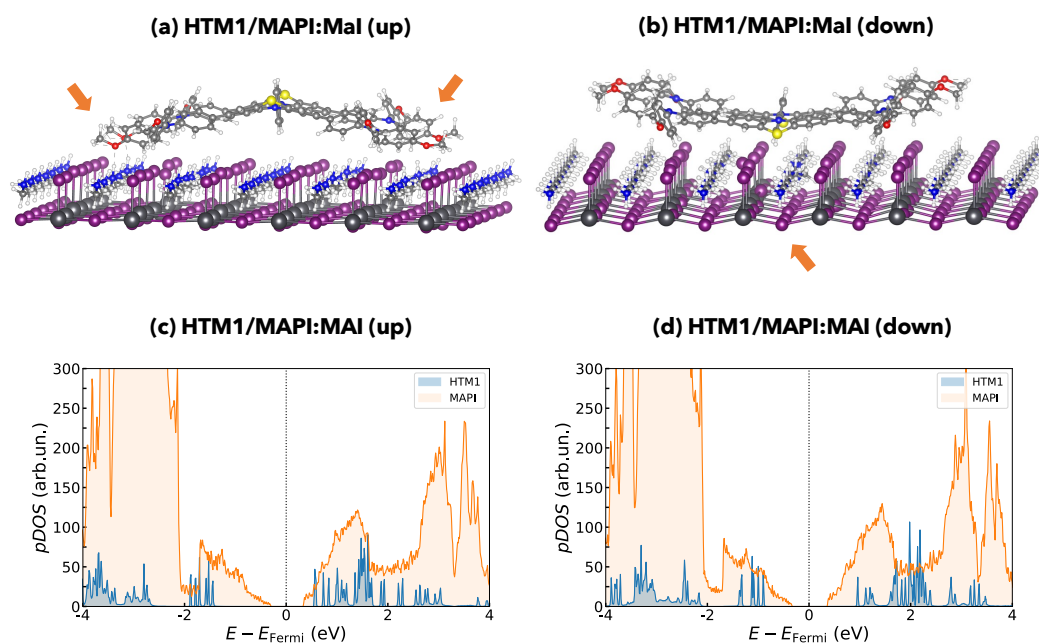 (a) HTM1/MAPI:MaI (up)
(b) HTM1/MAPI:MaI (down)
(c) HTM1/MAPI:MAI (up)
300
250
200
150
100
50
0
pDOS (arb.un.)
HTM1
MAPI
-4
-2
0
2
4
E − E_Fermi (eV)
(d) HTM1/MAPI:MAI (down)
300
250
200
150
100
50
0
pDOS (arb.un.)
HTM1
MAPI
-4
-2
0
2
4
E − E_Fermi (eV)